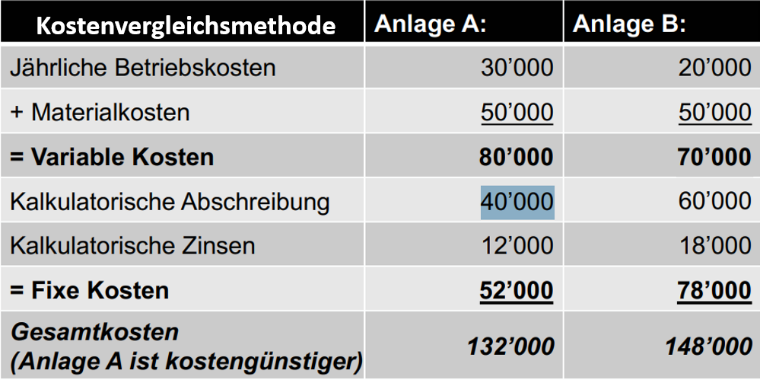 Kostenvergleichsmethode Anlage A: Anlage B:
Jährliche Betriebskosten 30’000 20’000
+ Materialkosten 50’000 50’000
= Variable Kosten 80’000 70’000
Kalkulatorische Abschreibung 40’000 60’000
Kalkulatorische Zinsen 12’000 18’000
= Fixe Kosten 52’000 78’000
Gesamtkosten
(Anlage A ist kostengünstiger) 132’000 148’000